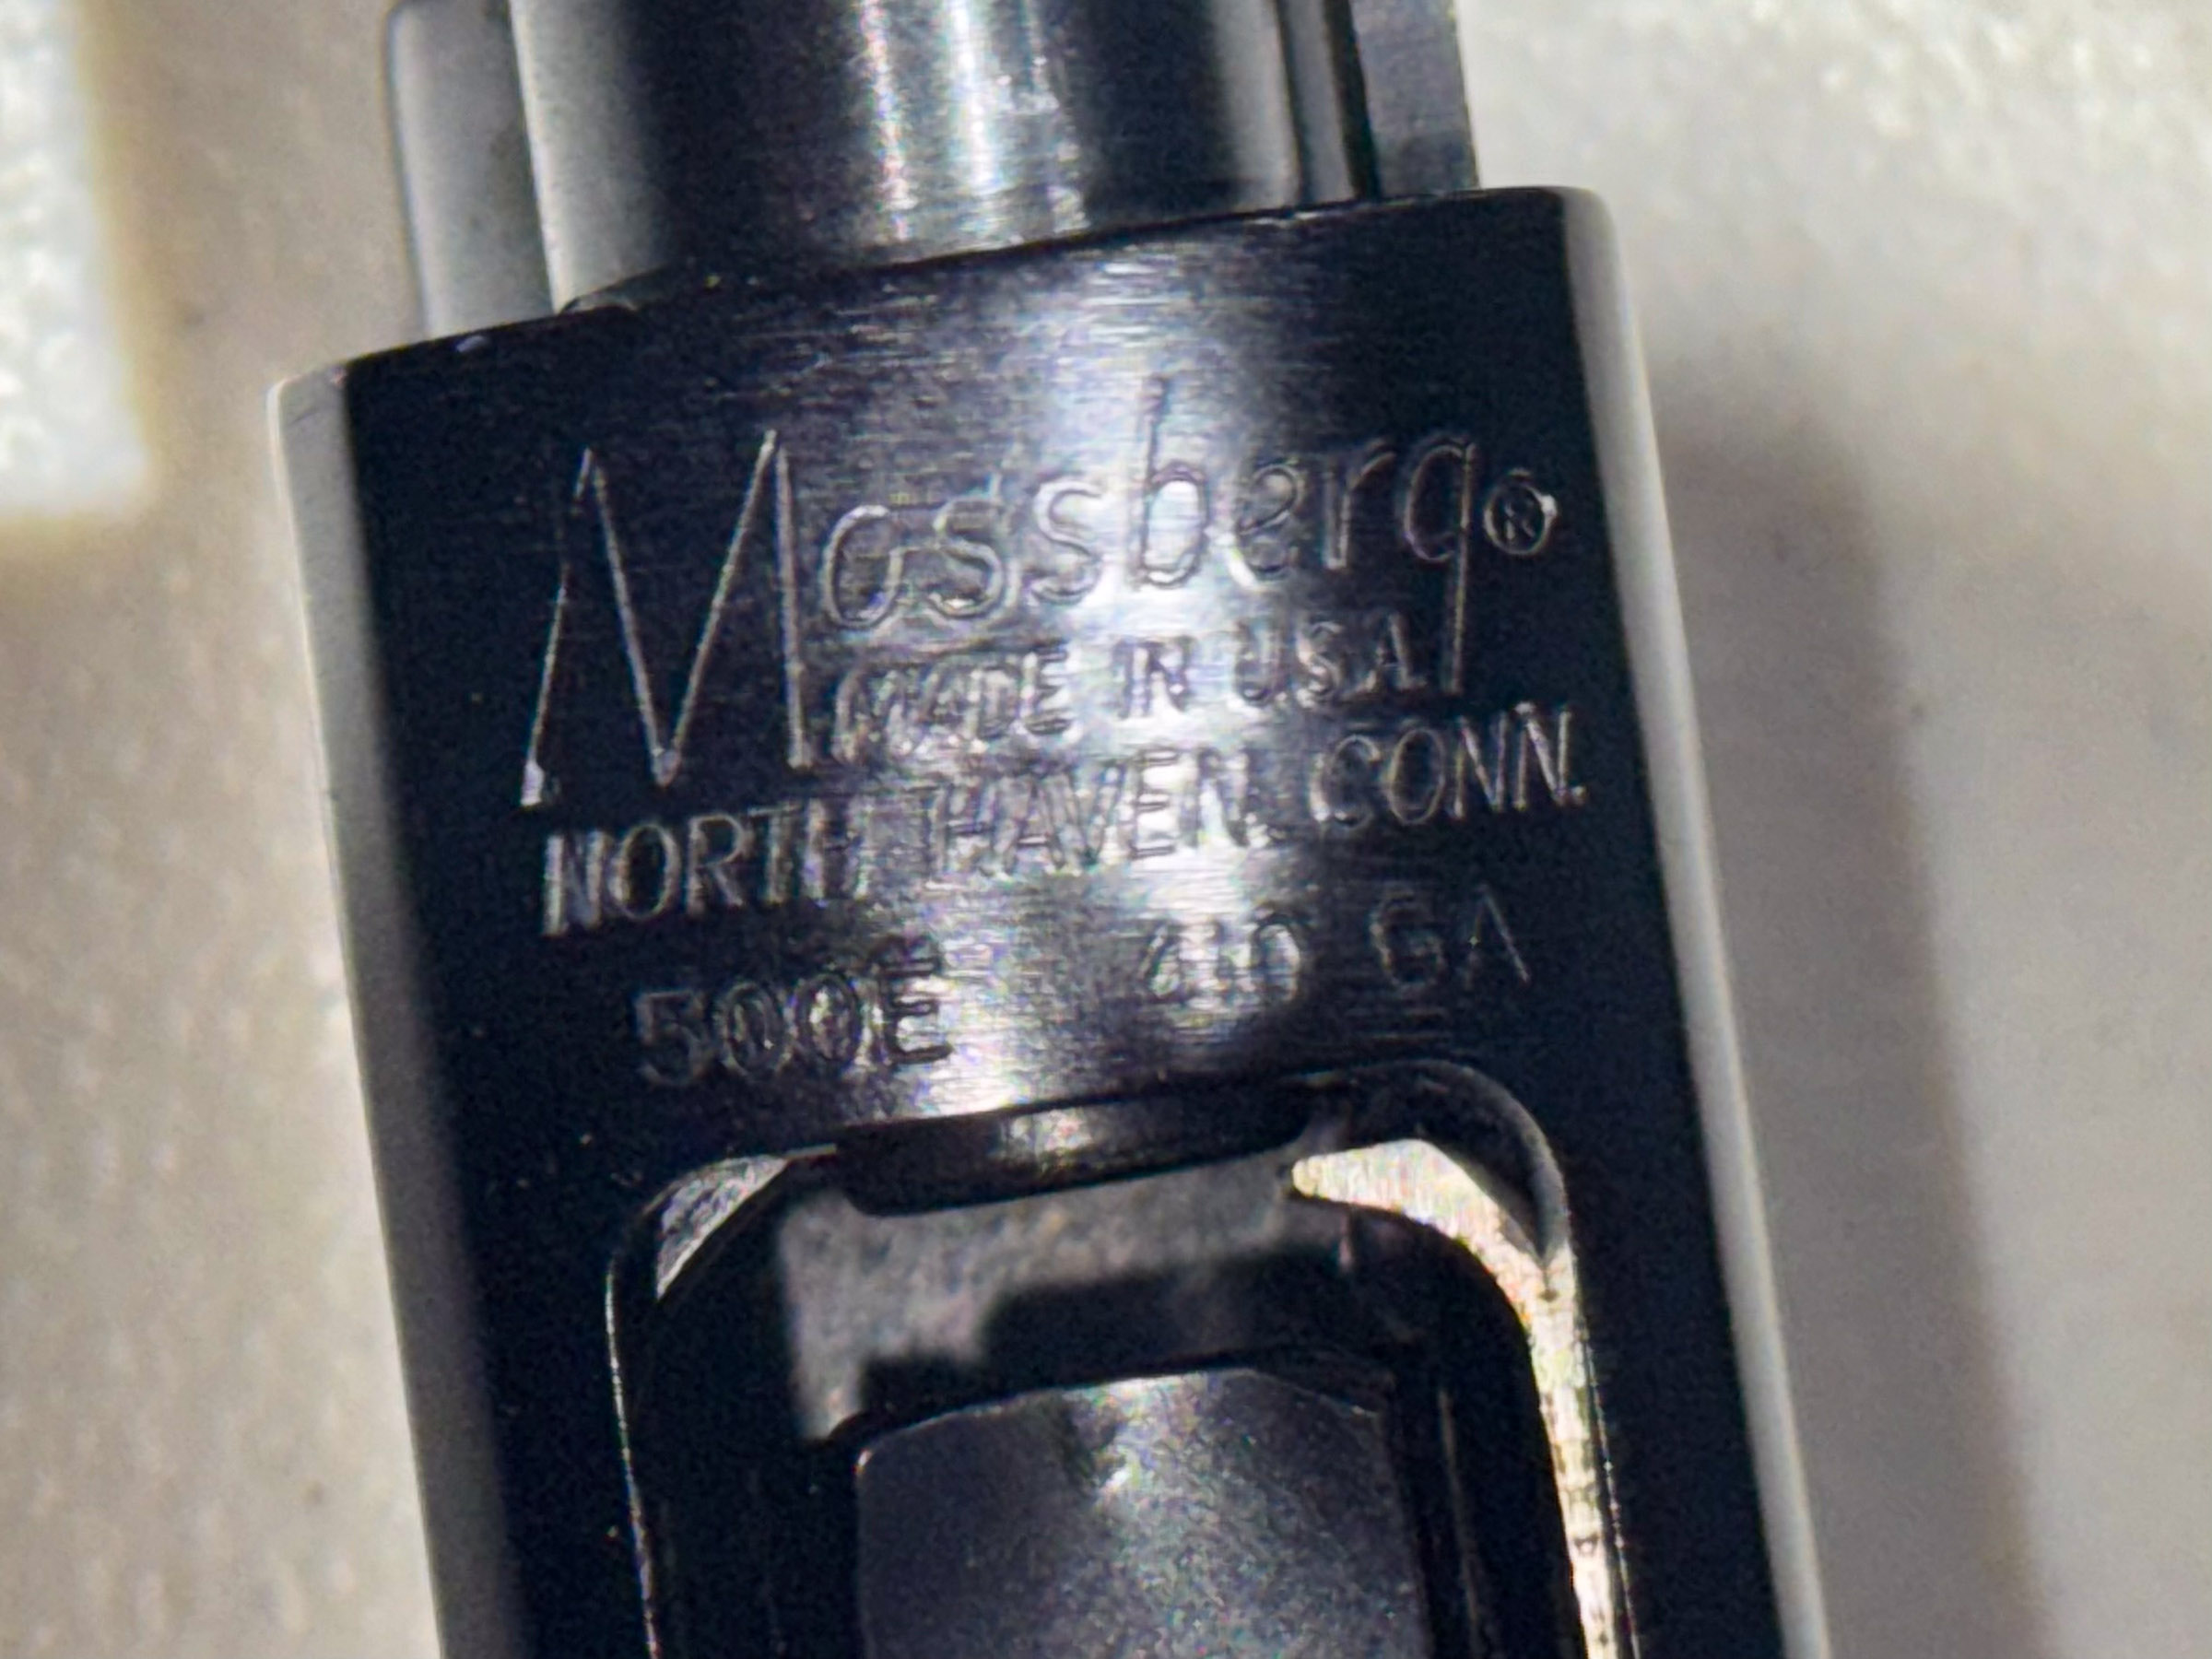 Mossberg®
MADE IN U.S.A.
NORTH HAVEN, CONN.
500E 410 GA